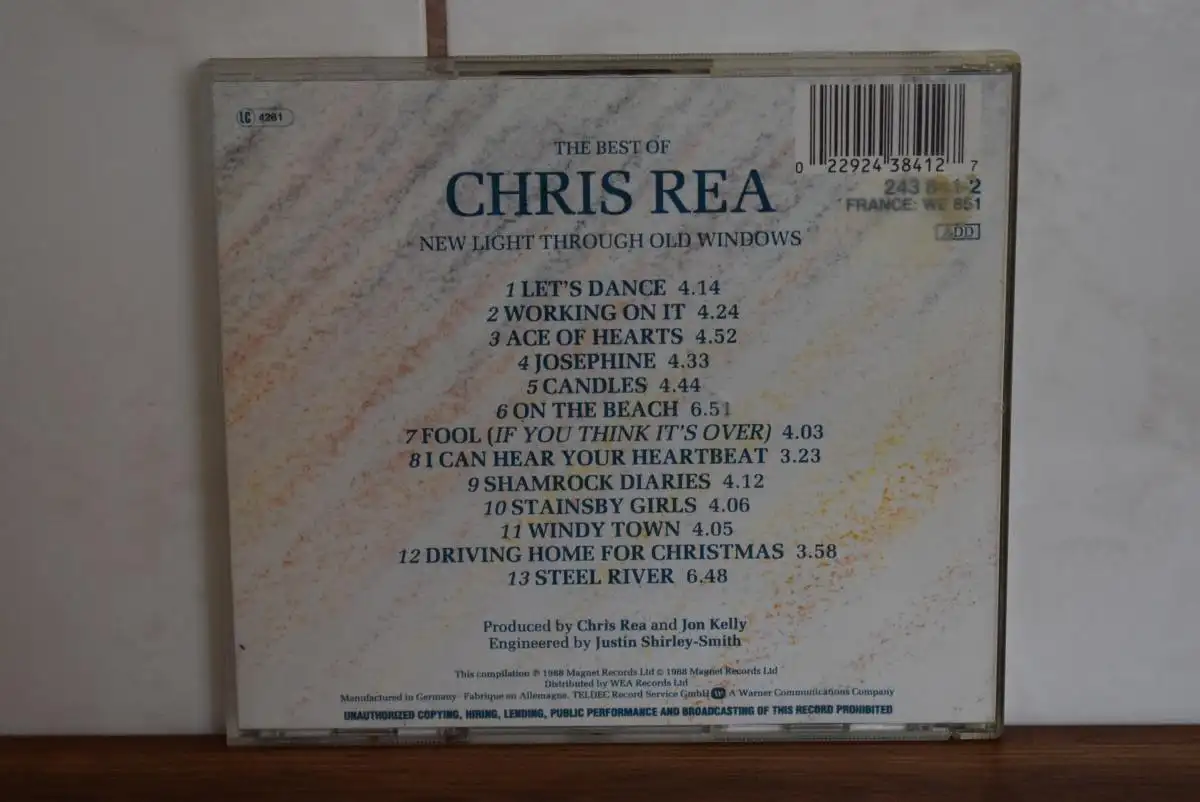 LC 4281
THE BEST OF
CHRIS REA
NEW LIGHT THROUGH OLD WINDOWS
0 22924 38412 7
243 2
FRANCE: 851
DD
1 LET'S DANCE 4.14
2 WORKING ON IT 4.24
3 ACE OF HEARTS 4.52
4 JOSEPHINE 4.33
5 CANDLES 4.44
6 ON THE BEACH 6.51
7 FOOL (IF YOU THINK IT'S OVER) 4.03
8 I CAN HEAR YOUR HEARTBEAT 3.23
9 SHAMROCK DIARIES 4.12
10 STAINSBY GIRLS 4.06
11 WINDY TOWN 4.05
12 DRIVING HOME FOR CHRISTMAS 3.58
13 STEEL RIVER 6.48
Produced by Chris Rea and Jon Kelly
Engineered by Justin Shirley-Smith
This compilation ℗ 1988 Magnet Records Ltd © 1988 Magnet Records Ltd
Distributed by WEA Records Ltd
Manufactured in Germany · Fabriqué en Allemagne, TELDEC Record Service GmbH A Warner Communications Company
UNAUTHORIZED COPYING, HIRING, LENDING, PUBLIC PERFORMANCE AND BROADCASTING OF THIS RECORD PROHIBITED